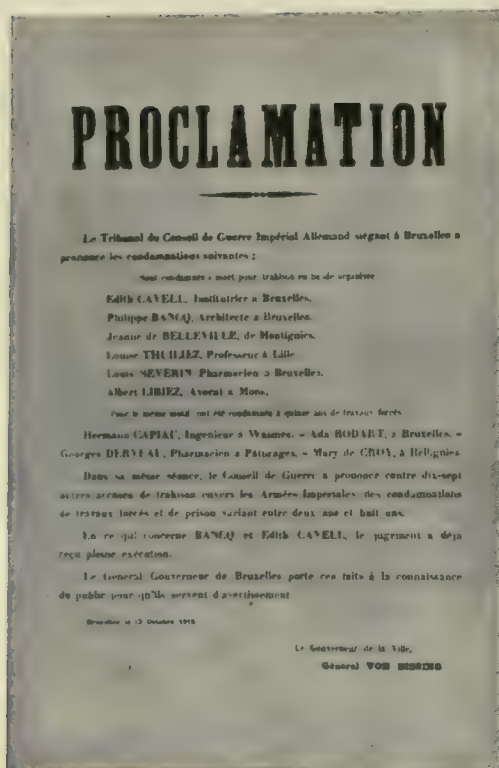 PROCLAMATION
Le Tribunal du Conseil de Guerre Impérial Allemand siégeant à Bruxelles a
prononcé les condamnations suivantes :
Sont condamnés à mort pour trahison en bande organisée
Edith CAVELL, Institutrice à Bruxelles.
Philippe BANCQ, Architecte à Bruxelles.
Jeanne de BELLEVILLE, de Montignies.
Louise THUILIEZ, Professeur à Lille
Louis SEVERIN, Pharmacien à Bruxelles.
Albert LIBIEZ, Avocat à Mons.
Pour le même motif, ont été condamnés à quinze ans de travaux forcés
Hermann CAPIAU, Ingénieur à Wasmes. – Ada BODART, à Bruxelles. –
Georges DERVEAU, Pharmacien à Pâturages. – Mary de CROY, à Bellignies.
Dans sa même séance, le Conseil de Guerre a prononcé contre dix-sept
autres accusés de trahison envers les Armées Impériales, des condamnations
de travaux forcés et de prison variant entre deux ans et huit ans.
En ce qui concerne BANCQ et Edith CAVELL, le jugement a déjà
reçu pleine exécution.
Le Général Gouverneur de Bruxelles porte ces faits à la connaissance
du public pour qu'ils servent d'avertissement
Bruxelles le 12 Octobre 1915
Le Gouverneur de la Ville,
Général VON BISSING